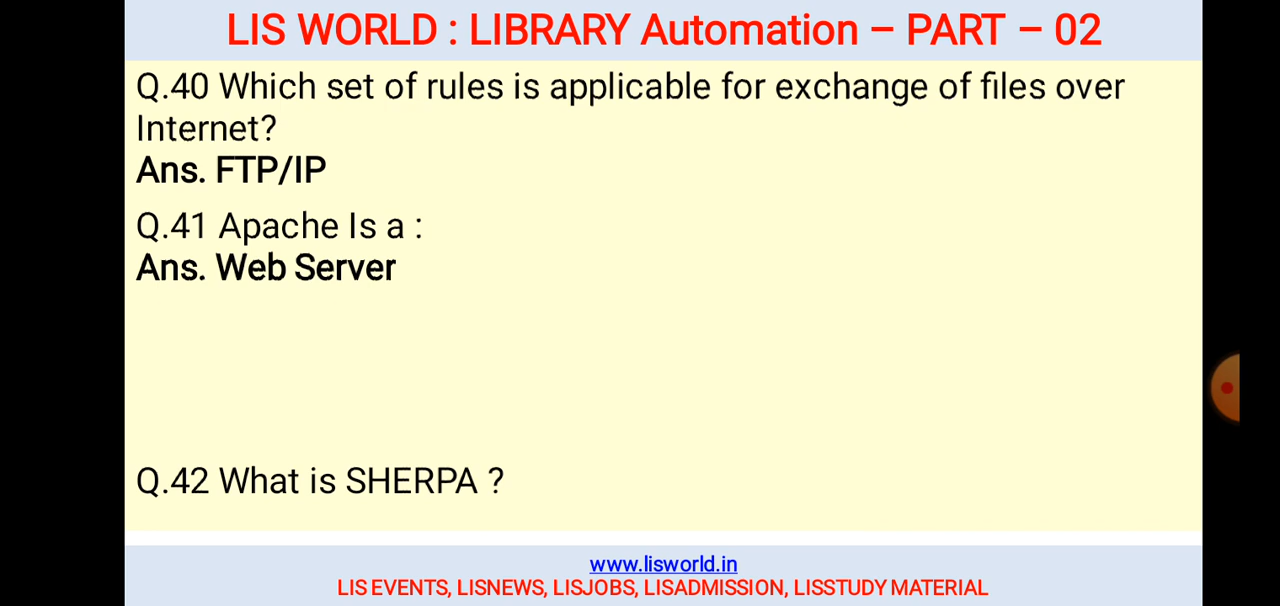 LIS WORLD : LIBRARY Automation – PART – 02
Q.40 Which set of rules is applicable for exchange of files over
Internet?
Ans. FTP/IP
Q.41 Apache Is a :
Ans. Web Server
Q.42 What is SHERPA ?
www.lisworld.in
LIS EVENTS, LISNEWS, LISJOBS, LISADMISSION, LISSTUDY MATERIAL